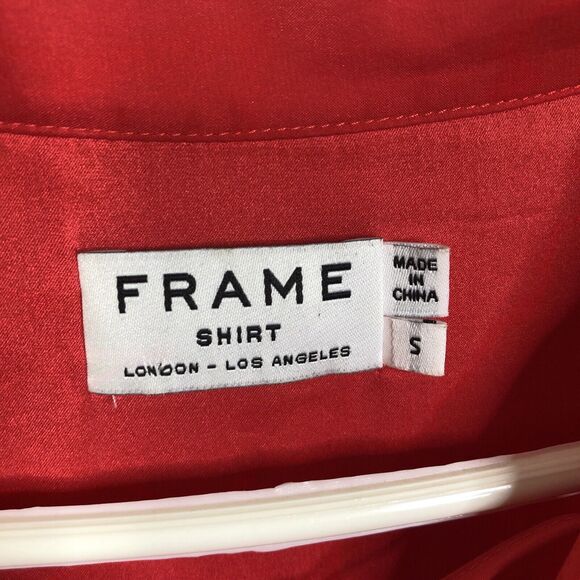 FRAME
SHIRT
LONDON - LOS ANGELES
MADE
IN
CHINA
S